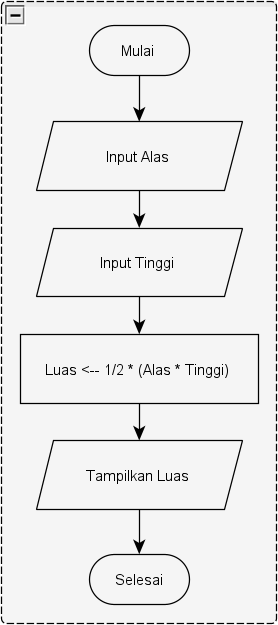 Mulai
Input Alas
Input Tinggi
Luas <-- 1/2 * (Alas * Tinggi)
Tampilkan Luas
Selesai